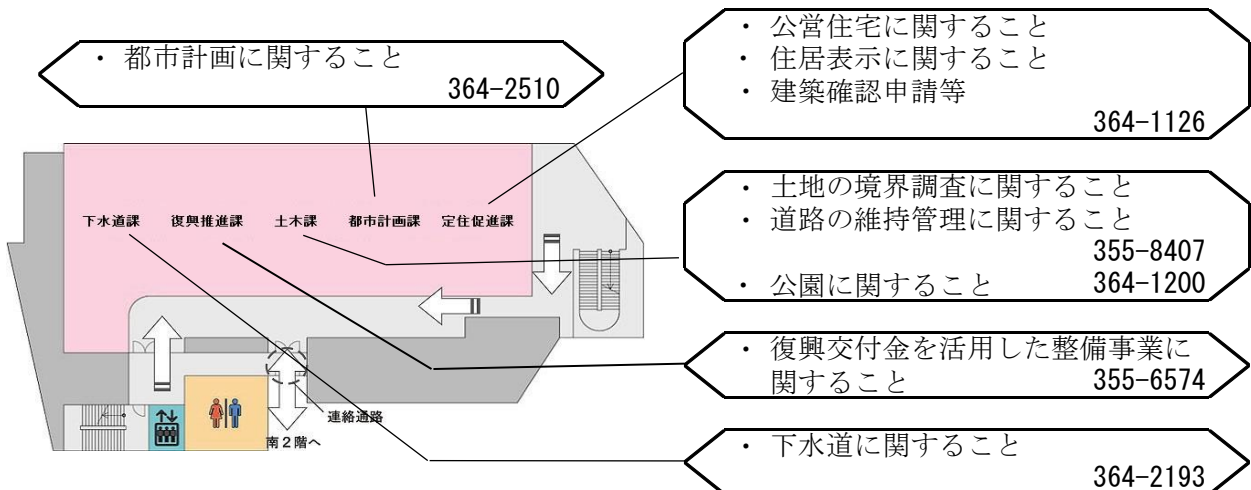 ・ 都市計画に関すること
364-2510
・ 公営住宅に関すること
・ 住居表示に関すること
・ 建築確認申請等
364-1126
・ 土地の境界調査に関すること
・ 道路の維持管理に関すること
355-8407
・ 公園に関すること 364-1200
・ 復興交付金を活用した整備事業に
関すること 355-6574
・ 下水道に関すること
364-2193
下水道課 復興推進課 土木課 都市計画課 定住促進課
連絡通路
南２階へ